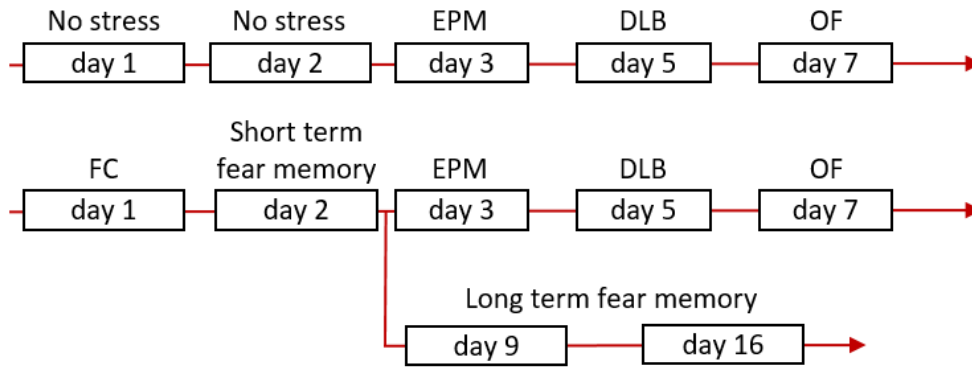 No stress No stress EPM DLB OF
day 1 day 2 day 3 day 5 day 7
Short term
FC fear memory EPM DLB OF
day 1 day 2 day 3 day 5 day 7
Long term fear memory
day 9 day 16